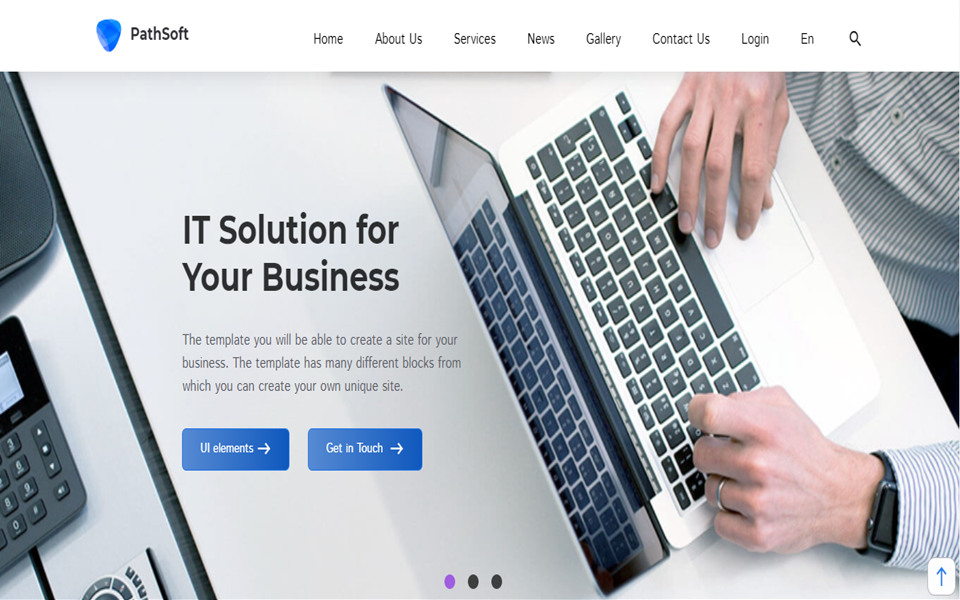 PathSoft
Home About Us Services News Gallery Contact Us Login En
IT Solution for
Your Business
The template you will be able to create a site for your
business. The template has many different blocks from
which you can create your own unique site.
UI elements → Get in Touch →